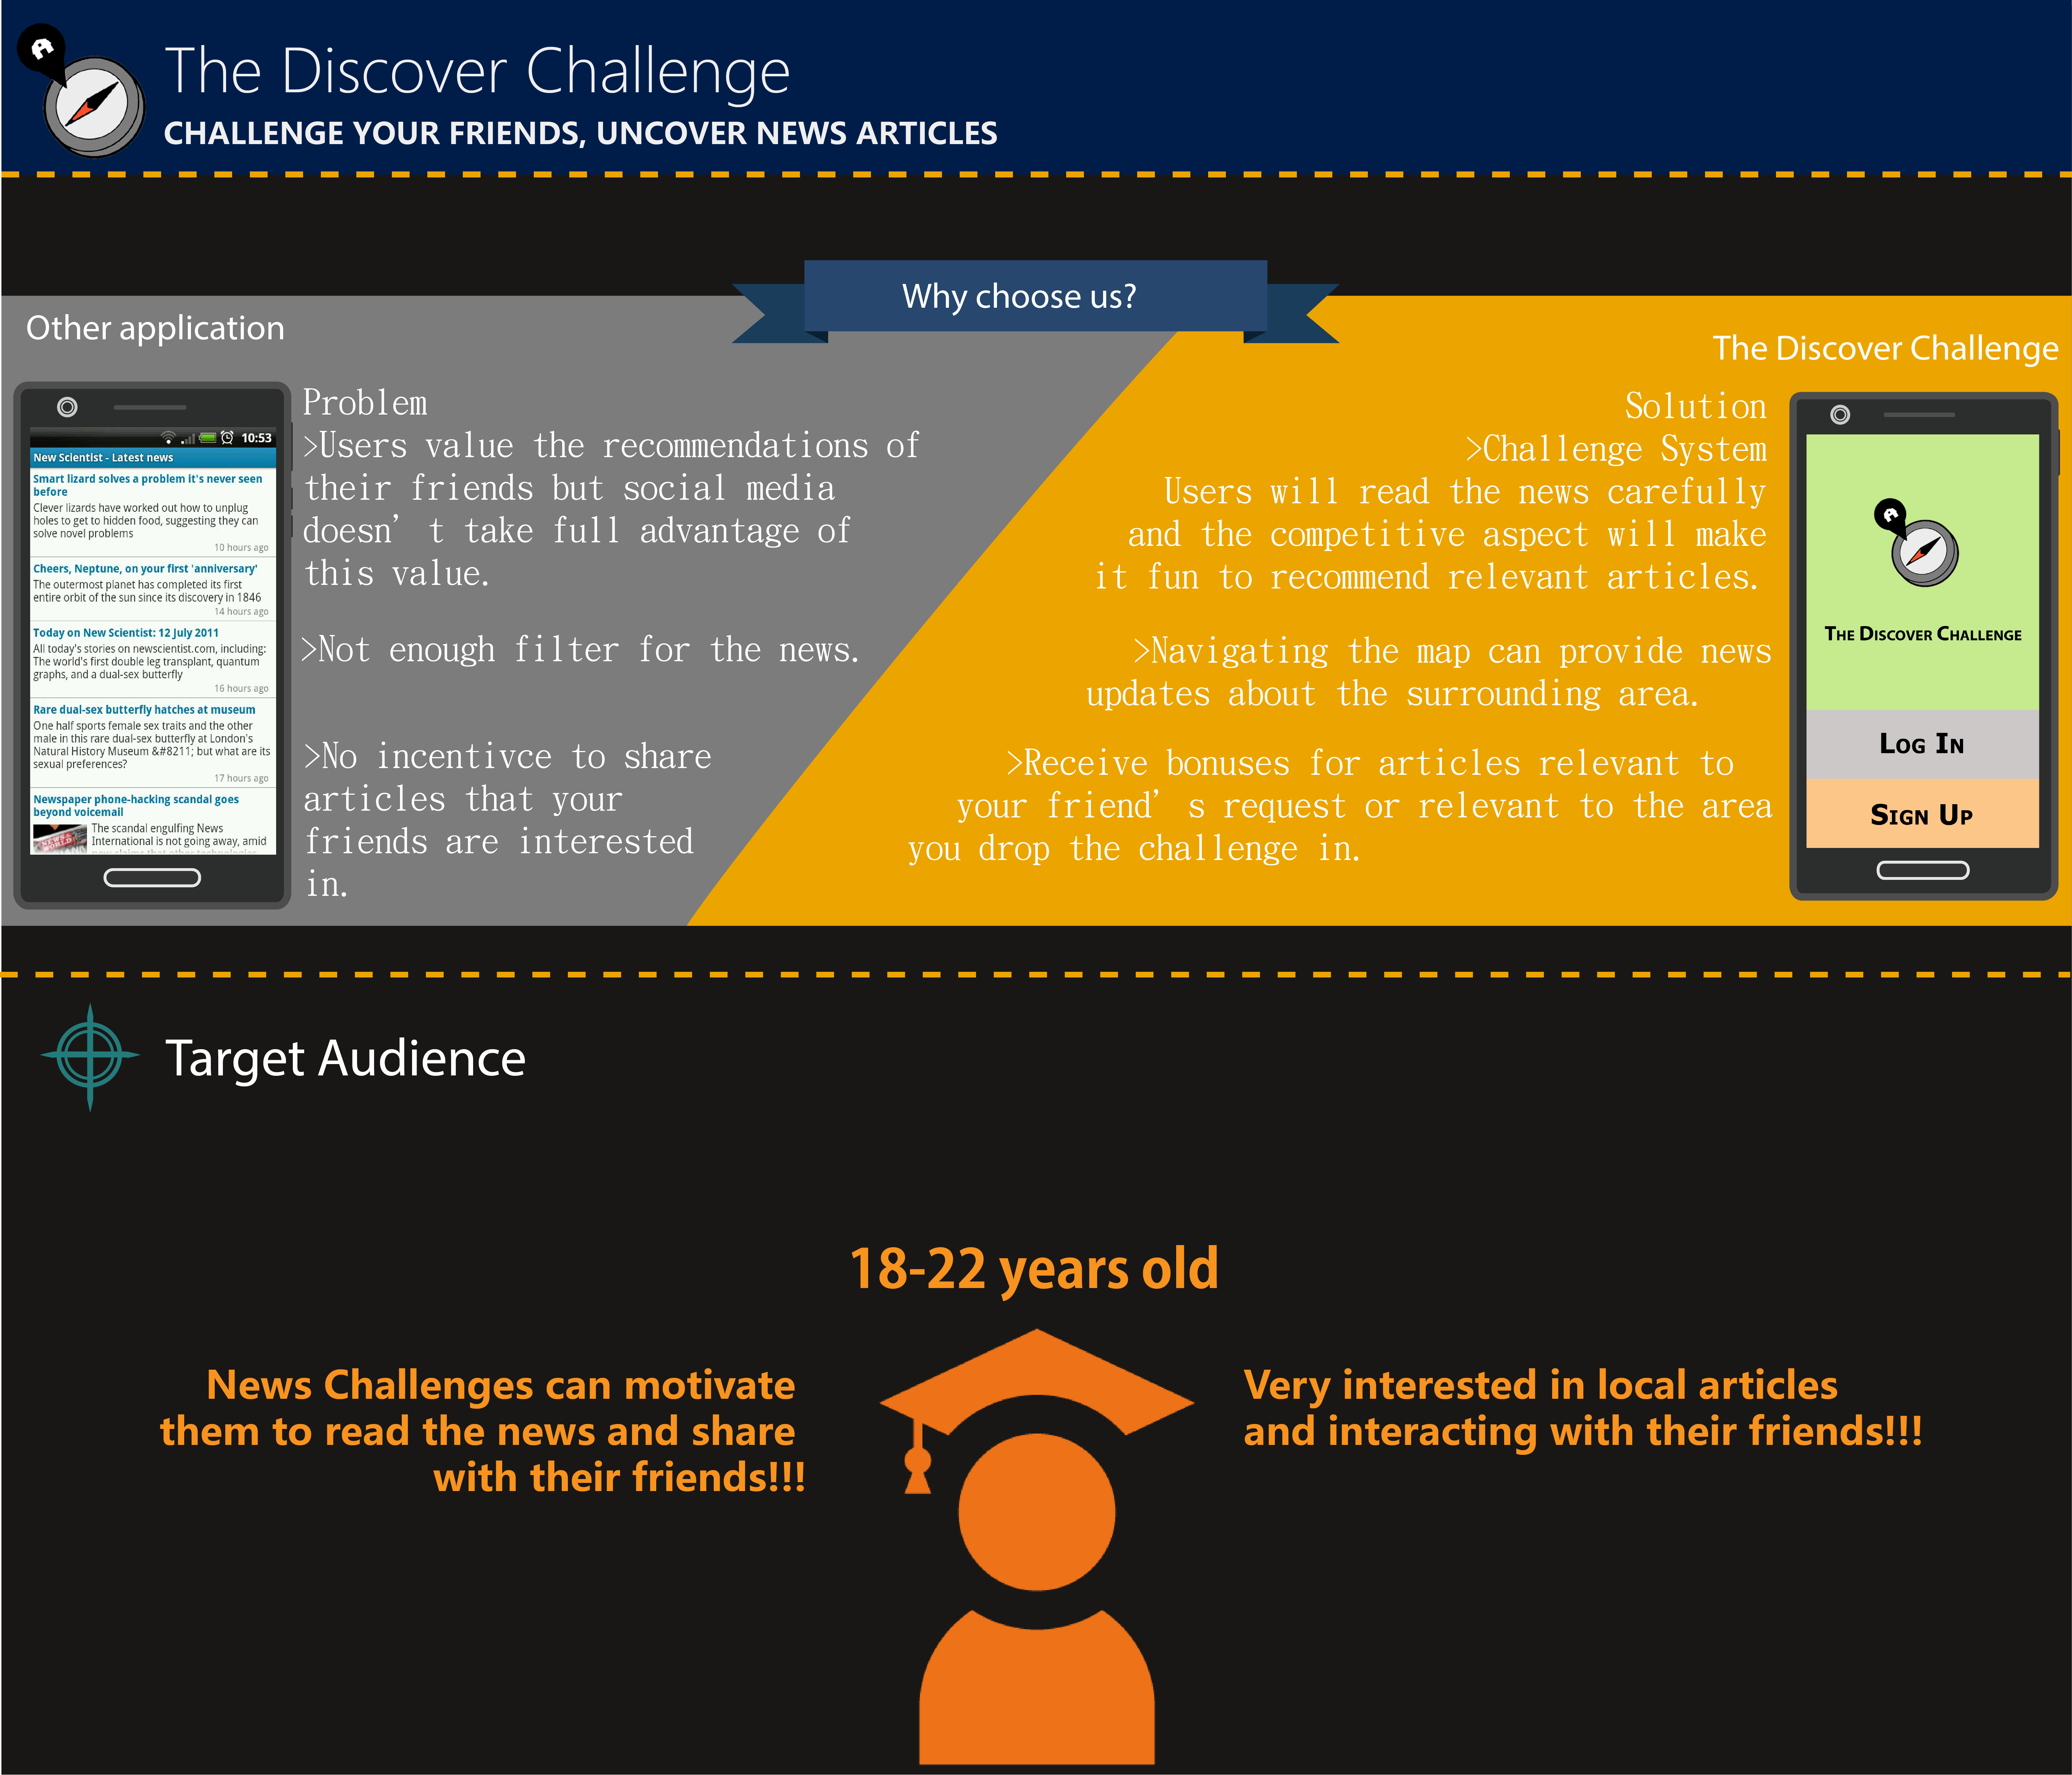 The Discover Challenge
CHALLENGE YOUR FRIENDS, UNCOVER NEWS ARTICLES
Why choose us?
Other application
10:53
New Scientist - Latest news
Smart lizard solves a problem it's never seen
before
Clever lizards have worked out how to unplug
holes to get to hidden food, suggesting they can
solve novel problems
10 hours ago
Cheers, Neptune, on your first 'anniversary'
The outermost planet has completed its first
entire orbit of the sun since its discovery in 1846
14 hours ago
Today on New Scientist: 12 July 2011
All today's stories on newscientist.com, including:
The world's first double leg transplant, quantum
graphs, and a dual-sex butterfly
16 hours ago
Rare dual-sex butterfly hatches at museum
One half sports female sex traits and the other
male in this rare dual-sex butterfly at London's
Natural History Museum &#8211; but what are its
sexual preferences?
17 hours ago
Newspaper phone-hacking scandal goes
beyond voicemail
The scandal engulfing News
International is not going away, amid
Problem
>Users value the recommendations of
their friends but social media
doesn’t take full advantage of
this value.
>Not enough filter for the news.
>No incentivce to share
articles that your
friends are interested
in.
The Discover Challenge
Solution
>Challenge System
Users will read the news carefully
and the competitive aspect will make
it fun to recommend relevant articles.
>Navigating the map can provide news
updates about the surrounding area.
>Receive bonuses for articles relevant to
your friend’s request or relevant to the area
you drop the challenge in.
THE DISCOVER CHALLENGE
LOG IN
SIGN UP
Target Audience
18-22 years old
News Challenges can motivate
them to read the news and share
with their friends!!!
Very interested in local articles
and interacting with their friends!!!